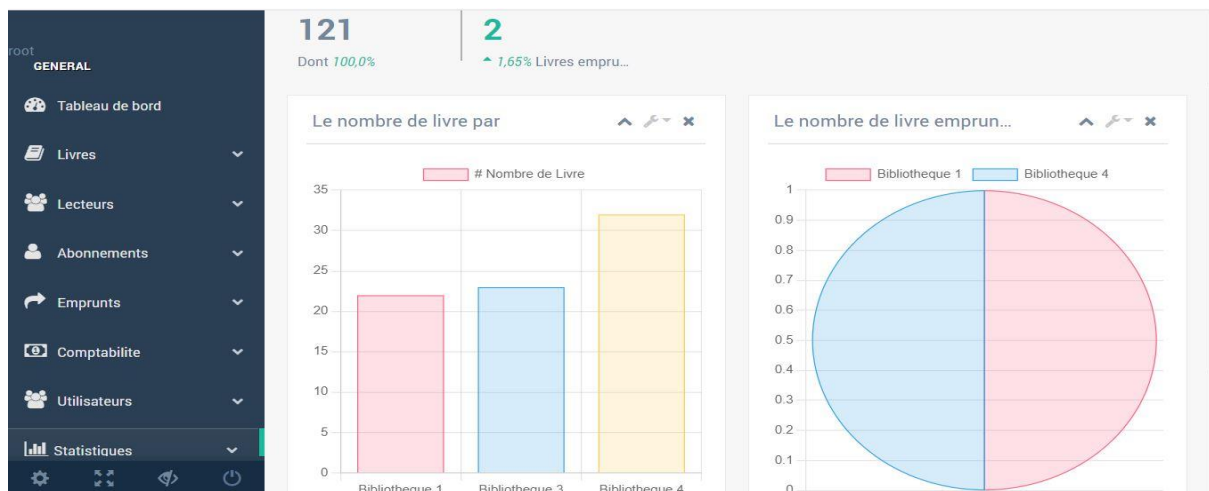 root
GENERAL
Tableau de bord
Livres
Lecteurs
Abonnements
Emprunts
Comptabilite
Utilisateurs
Statistiques
121
Dont 100,0%
2
1,65% Livres empru...
Le nombre de livre par
# Nombre de Livre
35
30
25
20
15
10
5
0
Bibliotheque 1 Bibliotheque 3 Bibliotheque 4
Le nombre de livre emprun...
Bibliotheque 1 Bibliotheque 4
1
0.9
0.8
0.7
0.6
0.5
0.4
0.3
0.2
0.1
0